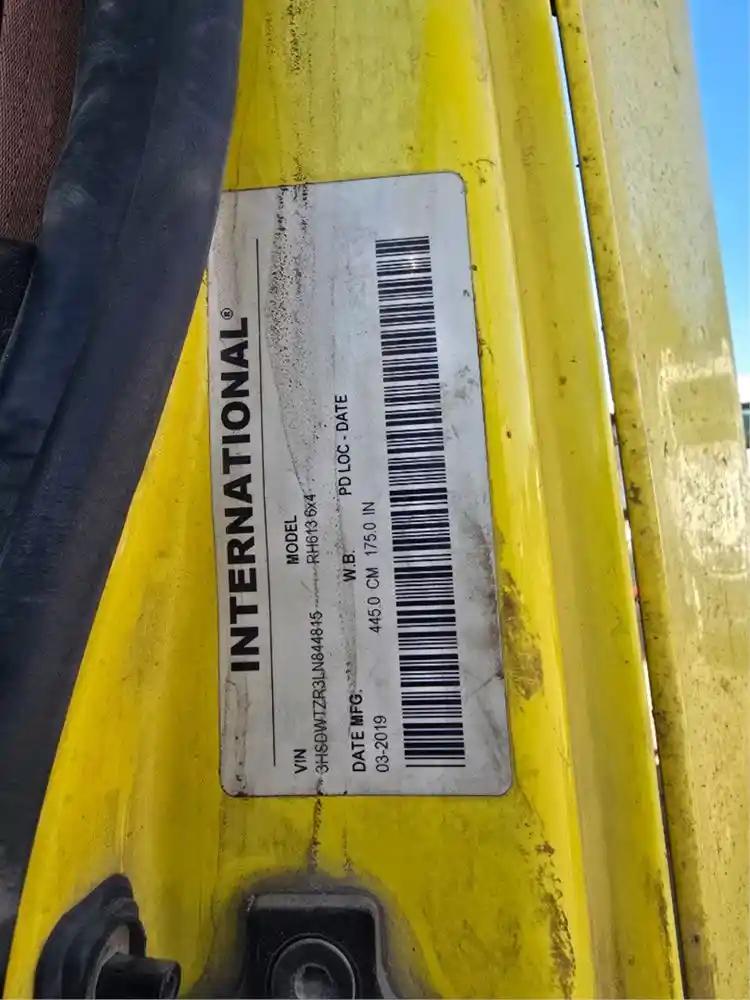 INTERNATIONAL®
VIN MODEL
3HSDWTZR3LN844815 RH613 6x4
DATE MFG. W.B. PD LOC - DATE
03-2019 445.0 CM 175.0 IN